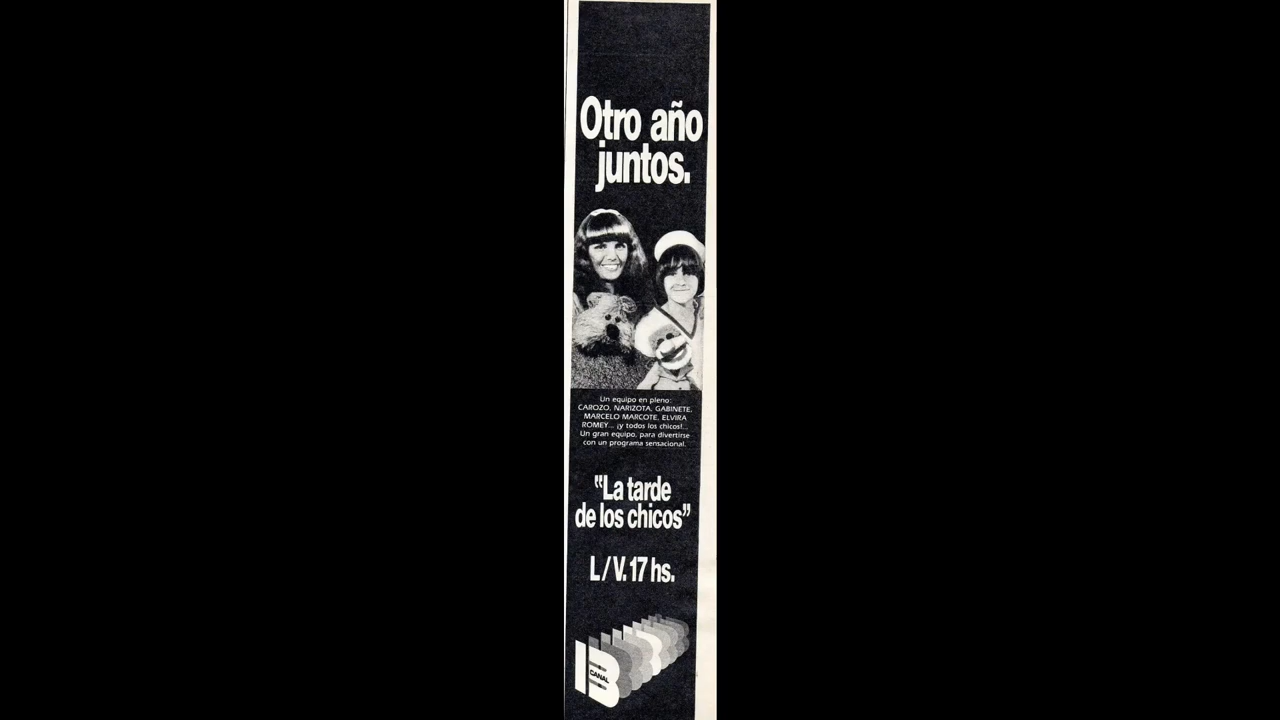 Otro año
juntos.
Un equipo en pleno:
CAROZO, NARIZOTA, GABINETE,
MARCELO MARCOTE, ELVIRA
ROMEY... ¡y todos los chicos!...
Un gran equipo, para divertirse
con un programa sensacional.
“La tarde
de los chicos”
L/V. 17 hs.
13
CANAL